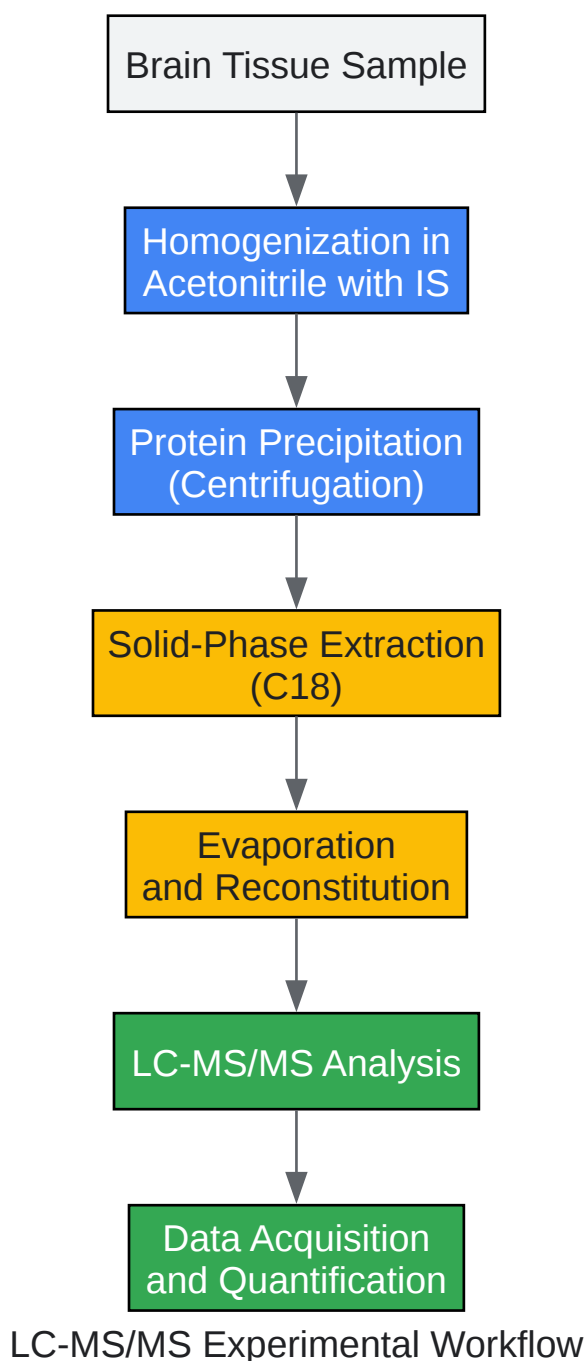 Brain Tissue Sample
Homogenization in
Acetonitrile with IS
Protein Precipitation
(Centrifugation)
Solid-Phase Extraction
(C18)
Evaporation
and Reconstitution
LC-MS/MS Analysis
Data Acquisition
and Quantification
LC-MS/MS Experimental Workflow